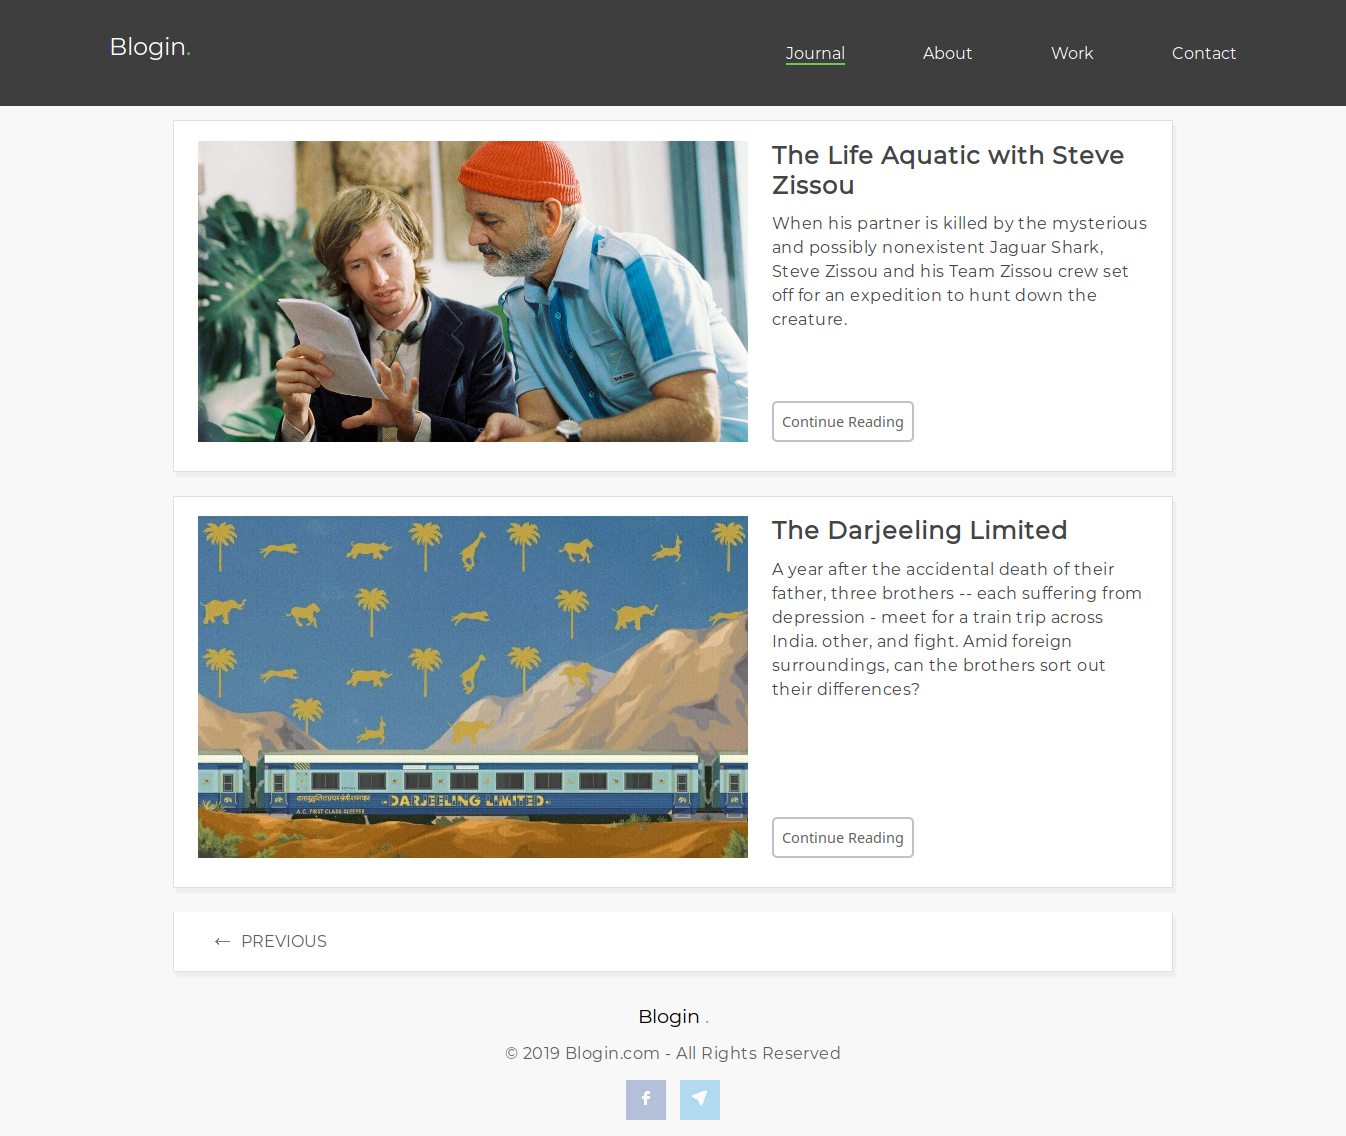 Blogin.
Journal
About
Work
Contact
The Life Aquatic with Steve
Zissou
When his partner is killed by the mysterious
and possibly nonexistent Jaguar Shark,
Steve Zissou and his Team Zissou crew set
off for an expedition to hunt down the
creature.
Continue Reading
The Darjeeling Limited
A year after the accidental death of their
father, three brothers -- each suffering from
depression - meet for a train trip across
India. other, and fight. Amid foreign
surroundings, can the brothers sort out
their differences?
DARJEELING LIMITED
A.C. FIRST CLASS SLEEPER
Continue Reading
← PREVIOUS
Blogin .
© 2019 Blogin.com - All Rights Reserved